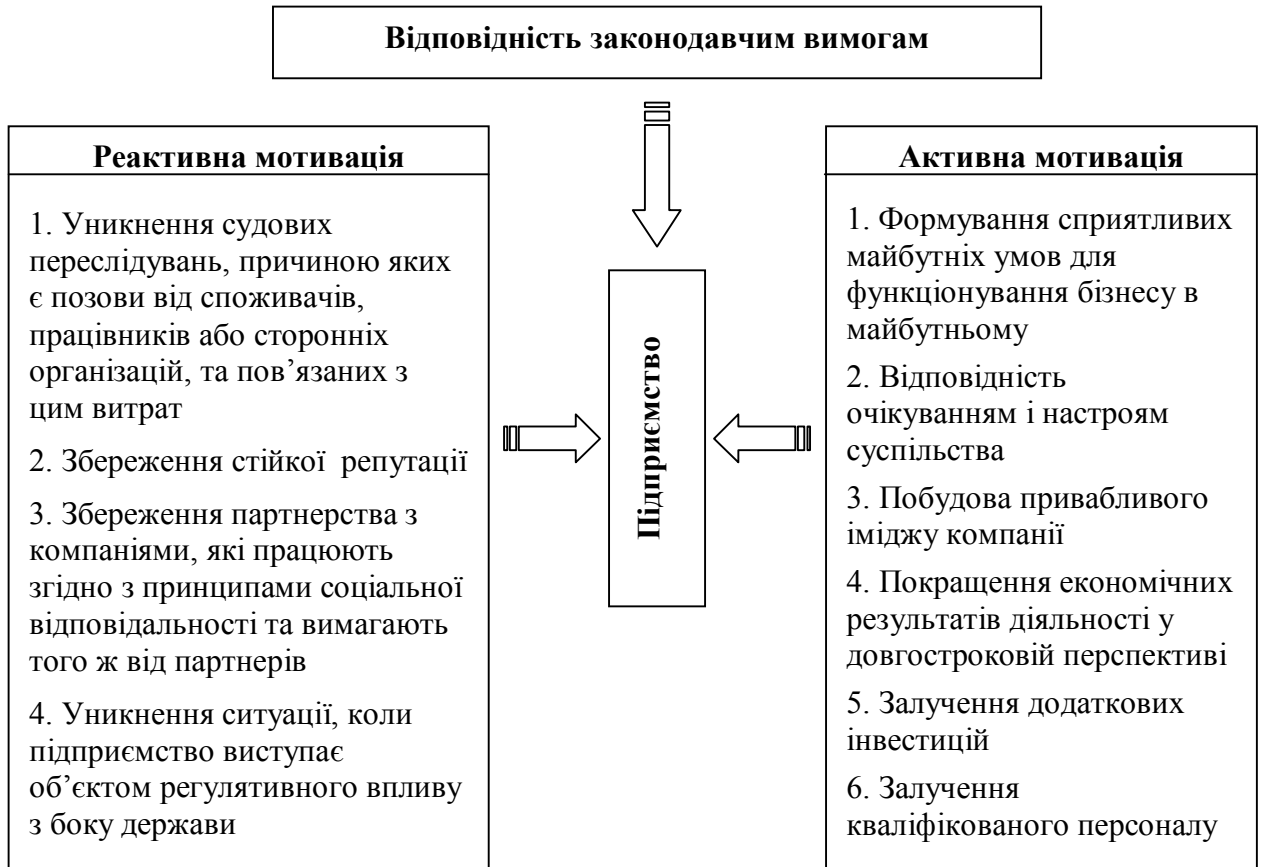 Відповідність законодавчим вимогам
Реактивна мотивація
1. Уникнення судових
переслідувань, причиною яких
є позови від споживачів,
працівників або сторонніх
організацій, та пов’язаних з
цим витрат
2. Збереження стійкої репутації
3. Збереження партнерства з
компаніями, які працюють
згідно з принципами соціальної
відповідальності та вимагають
того ж від партнерів
4. Уникнення ситуації, коли
підприємство виступає
об’єктом регулятивного впливу
з боку держави
Підприємство
Активна мотивація
1. Формування сприятливих
майбутніх умов для
функціонування бізнесу в
майбутньому
2. Відповідність
очікуванням і настроям
суспільства
3. Побудова привабливого
іміджу компанії
4. Покращення економічних
результатів діяльності у
довгостроковій перспективі
5. Залучення додаткових
інвестицій
6. Залучення
кваліфікованого персоналу